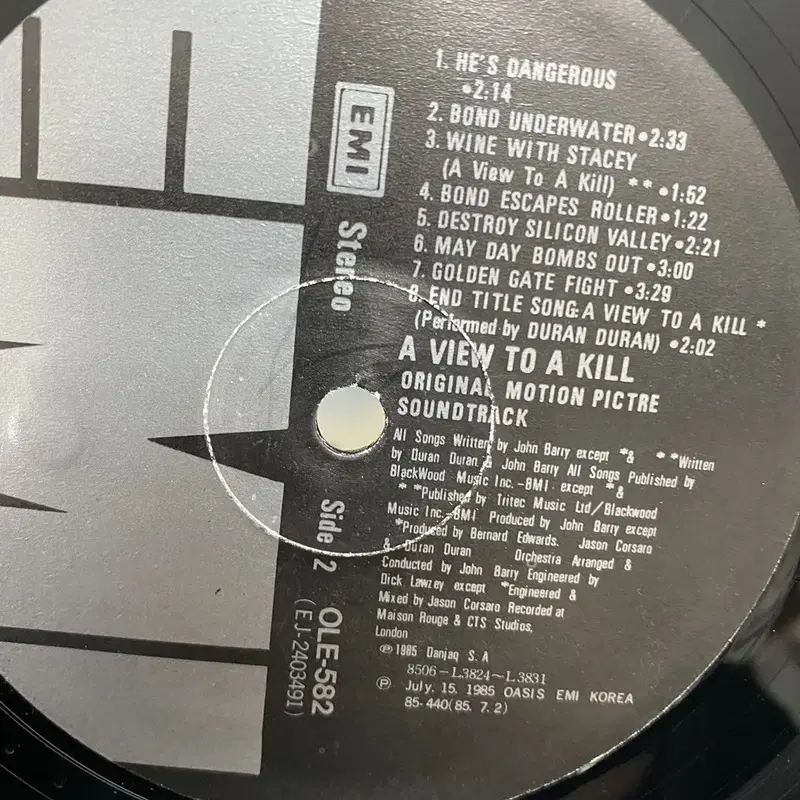 1. HE'S DANGEROUS
•2.14
2. BOND UNDERWATER•2:33
3. WINE WITH STACEY
(A View To A Kill) **•1:52
4. BOND ESCAPES ROLLER•1:22
5. DESTROY SILICON VALLEY•2:21
6. MAY DAY BOMBS OUT•3:00
7. GOLDEN GATE FIGHT•3:29
8. END TITLE SONG:A VIEW TO A KILL *
(Performed by DURAN DURAN)•2:02
A VIEW TO A KILL
ORIGINAL MOTION PICTRE
SOUNDTRACK
All Songs Written by John Barry except *& **Written
by Duran Duran & John Barry All Songs Published by
BlackWood Music Inc.-BMI except *&
**Published by Tritec Music Ltd/Blackwood
Music Inc.-BMI Produced by John Barry except
*Produced by Bernard Edwards. Jason Corsaro
& Duran Duran Orchestra Arranged &
Conducted by John Barry Engineered by
Dick Lawzey except *Engineered &
Mixed by Jason Corsaro Recorded at
Maison Rouge & CTS Studios,
London
℗1985 Danjaq S.A
8506-L3824~L3831
℗ July. 15. 1985 OASIS EMI KOREA
85-440(85.7.2)
EMI
Stereo
Side 2
OLE-582
(EJ-2403491)